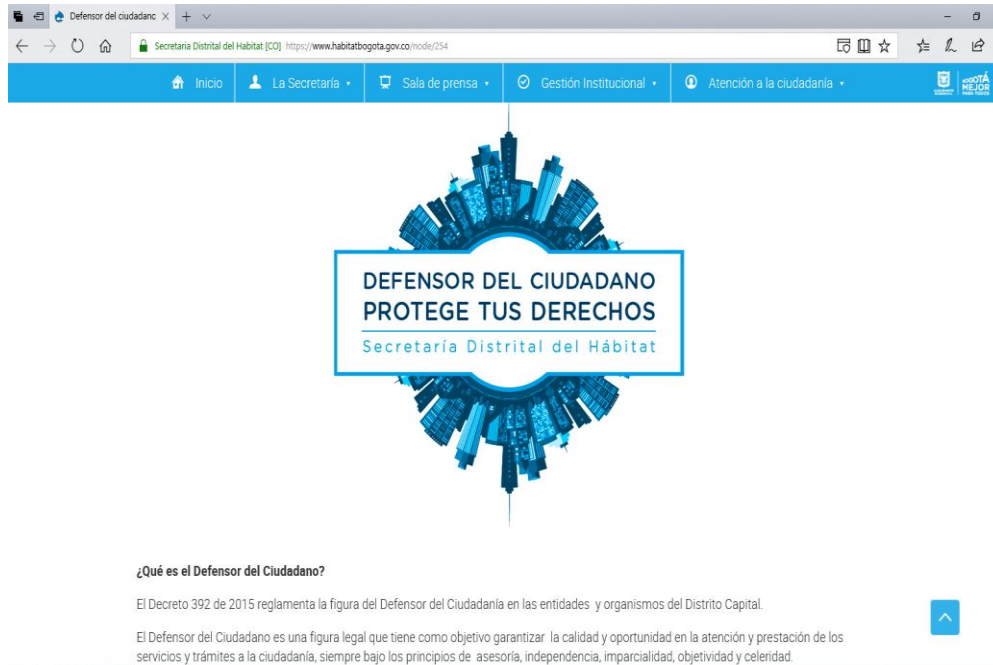 Defensor del ciudadanc
Secretaria Distrital del Habitat [CO] https://www.habitatbogota.gov.co/node/254
Inicio La Secretaría Sala de prensa Gestión Institucional Atención a la ciudadanía
BOGOTÁ
MEJOR
PARA TODOS
DEFENSOR DEL CIUDADANO
PROTEGE TUS DERECHOS
Secretaría Distrital del Hábitat
¿Qué es el Defensor del Ciudadano?
El Decreto 392 de 2015 reglamenta la figura del Defensor del Ciudadanía en las entidades y organismos del Distrito Capital.
El Defensor del Ciudadano es una figura legal que tiene como objetivo garantizar la calidad y oportunidad en la atención y prestación de los
servicios y trámites a la ciudadanía, siempre bajo los principios de asesoría, independencia, imparcialidad, objetividad y celeridad.